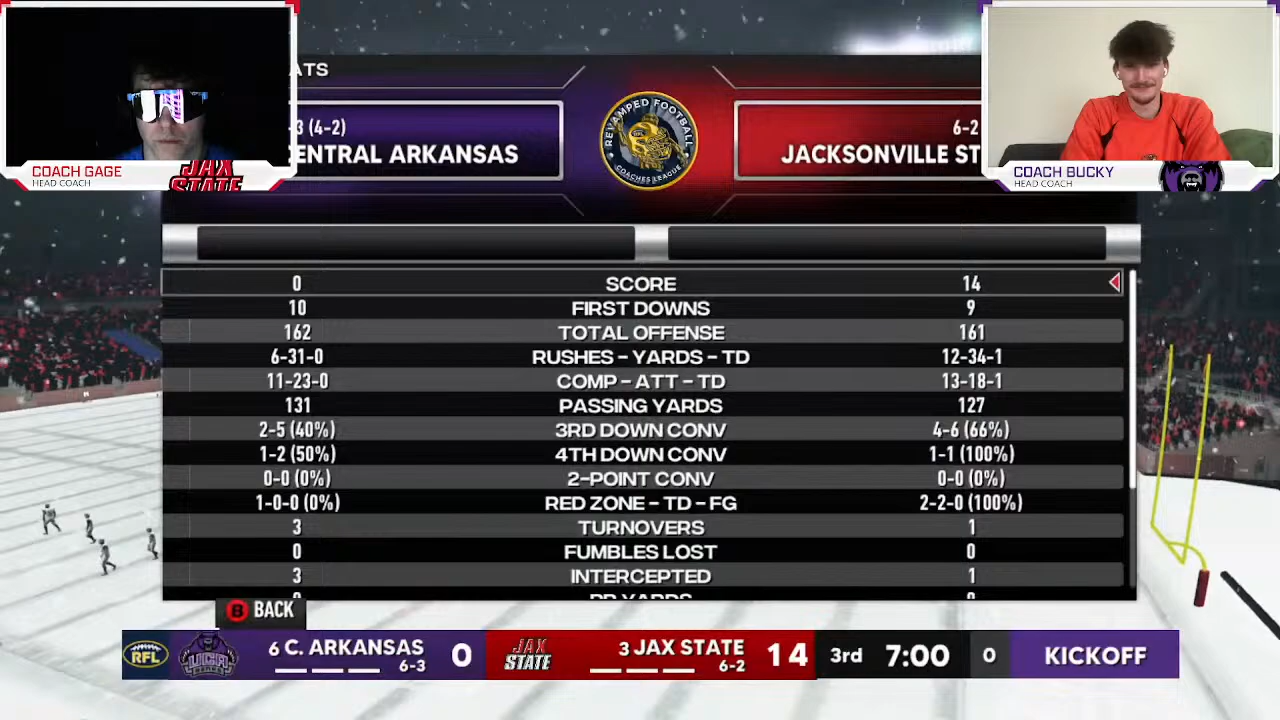 ATS
-3 (4-2)
ENTRAL ARKANSAS
REVAMPED FOOTBALL
COACHES LEAGUE
6-2
JACKSONVILLE ST
COACH GAGE
HEAD COACH
JAX
STATE
COACH BUCKY
HEAD COACH
0 SCORE 14
10 FIRST DOWNS 9
162 TOTAL OFFENSE 161
6-31-0 RUSHES - YARDS - TD 12-34-1
11-23-0 COMP - ATT - TD 13-18-1
131 PASSING YARDS 127
2-5 (40%) 3RD DOWN CONV 4-6 (66%)
1-2 (50%) 4TH DOWN CONV 1-1 (100%)
0-0 (0%) 2-POINT CONV 0-0 (0%)
1-0-0 (0%) RED ZONE - TD - FG 2-2-0 (100%)
3 TURNOVERS 1
0 FUMBLES LOST 0
3 INTERCEPTED 1
0 PR YARDS 0
B BACK
RFL UCA 6 C. ARKANSAS 6-3 0 JAX STATE 3 JAX STATE 6-2 14 3rd 7:00 0 KICKOFF